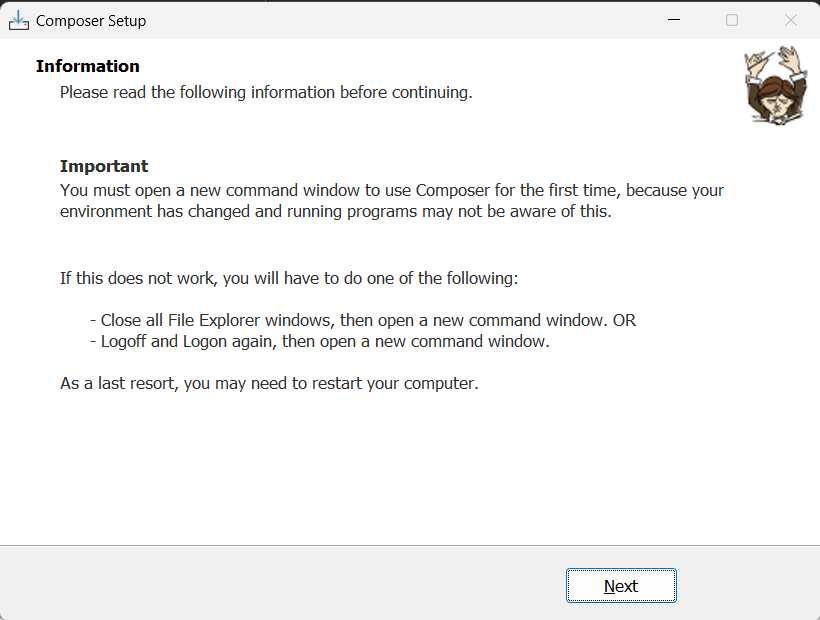 Composer Setup
Information
Please read the following information before continuing.
Important
You must open a new command window to use Composer for the first time, because your
environment has changed and running programs may not be aware of this.
If this does not work, you will have to do one of the following:
- Close all File Explorer windows, then open a new command window. OR
- Logoff and Logon again, then open a new command window.
As a last resort, you may need to restart your computer.
Next